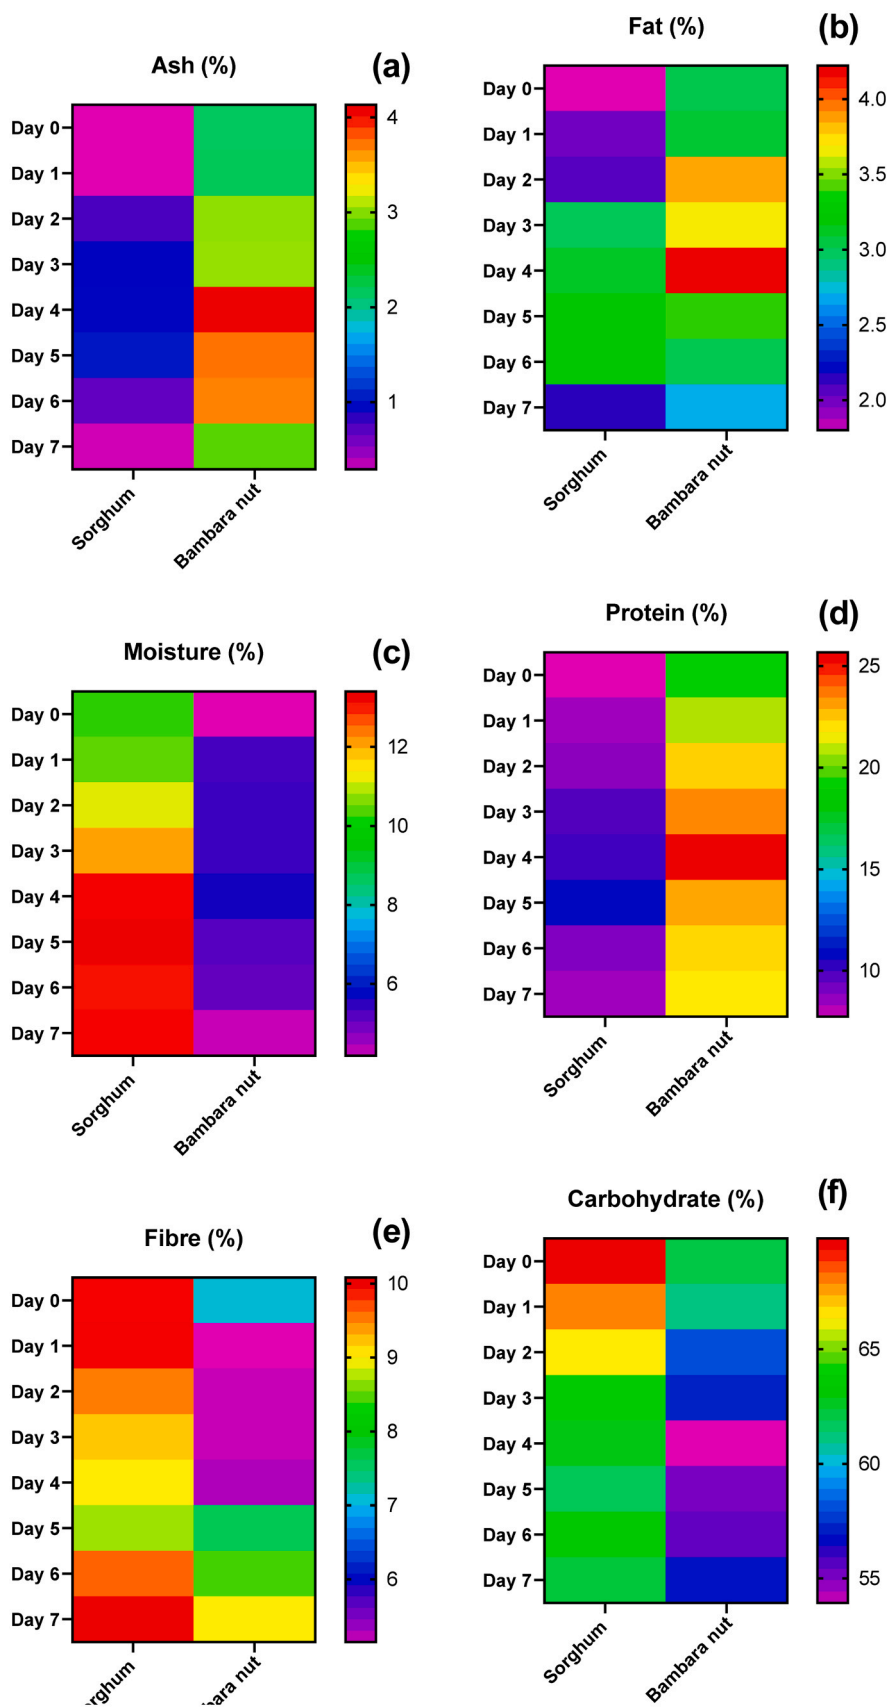 Ash (%)
(a)
Day 0
Day 1
Day 2
Day 3
Day 4
Day 5
Day 6
Day 7
4
3
2
1
Sorghum
Bambara nut
Fat (%)
(b)
Day 0
Day 1
Day 2
Day 3
Day 4
Day 5
Day 6
Day 7
4.0
3.5
3.0
2.5
2.0
Sorghum
Bambara nut
Moisture (%)
(c)
Day 0
Day 1
Day 2
Day 3
Day 4
Day 5
Day 6
Day 7
12
10
8
6
Sorghum
Bambara nut
Protein (%)
(d)
Day 0
Day 1
Day 2
Day 3
Day 4
Day 5
Day 6
Day 7
25
20
15
10
Sorghum
Bambara nut
Fibre (%)
(e)
Day 0
Day 1
Day 2
Day 3
Day 4
Day 5
Day 6
Day 7
10
9
8
7
6
orghum
bara nut
Carbohydrate (%)
(f)
Day 0
Day 1
Day 2
Day 3
Day 4
Day 5
Day 6
Day 7
65
60
55
Sorghum
Bambara nut